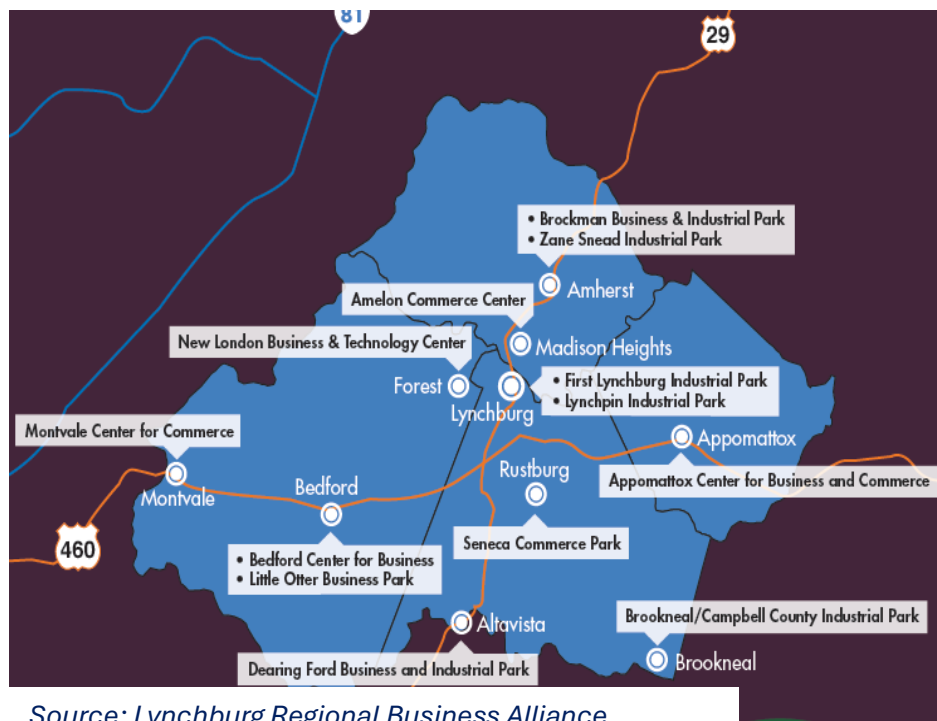 81
29
• Brockman Business & Industrial Park
• Zane Snead Industrial Park
Amherst
Amelon Commerce Center
New London Business & Technology Center
Madison Heights
Forest
• First Lynchburg Industrial Park
• Lynchpin Industrial Park
Lynchburg
Montvale Center for Commerce
Appomattox
Rustburg
Appomattox Center for Business and Commerce
Montvale
Bedford
460
Seneca Commerce Park
• Bedford Center for Business
• Little Otter Business Park
Brookneal/Campbell County Industrial Park
Altavista
Dearing Ford Business and Industrial Park
Brookneal
Source: Lynchburg Regional Business Alliance